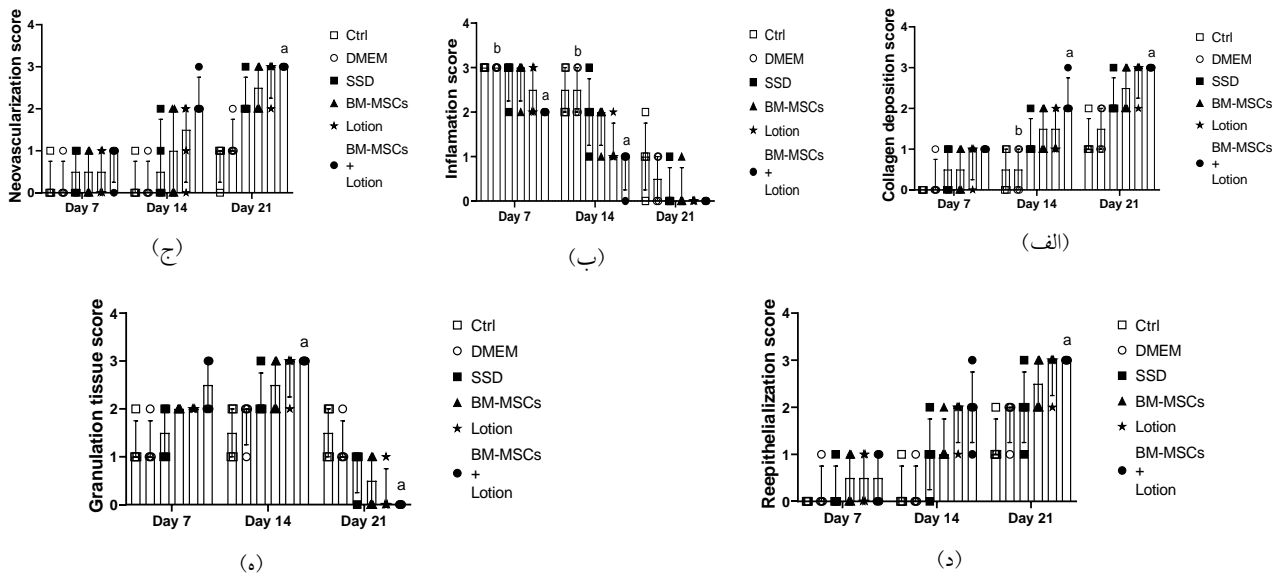 Neovascularization score
4
3
2
1
0
a
Day 7
Day 14
Day 21
Ctrl
DMEM
SSD
BM-MSCs
Lotion
BM-MSCs
+
Lotion
(ج)
Inflamation score
4
3
2
1
0
b
a
b
a
Day 7
Day 14
Day 21
Ctrl
DMEM
SSD
BM-MSCs
Lotion
BM-MSCs
+
Lotion
(ب)
Collagen deposition score
4
3
2
1
0
b
a
a
Day 7
Day 14
Day 21
Ctrl
DMEM
SSD
BM-MSCs
Lotion
BM-MSCs
+
Lotion
(الف)
Granulation tissue score
4
3
2
1
0
a
a
Day 7
Day 14
Day 21
Ctrl
DMEM
SSD
BM-MSCs
Lotion
BM-MSCs
+
Lotion
(ه)
Reepithelialization score
4
3
2
1
0
a
Day 7
Day 14
Day 21
Ctrl
DMEM
SSD
BM-MSCs
Lotion
BM-MSCs
+
Lotion
(د)